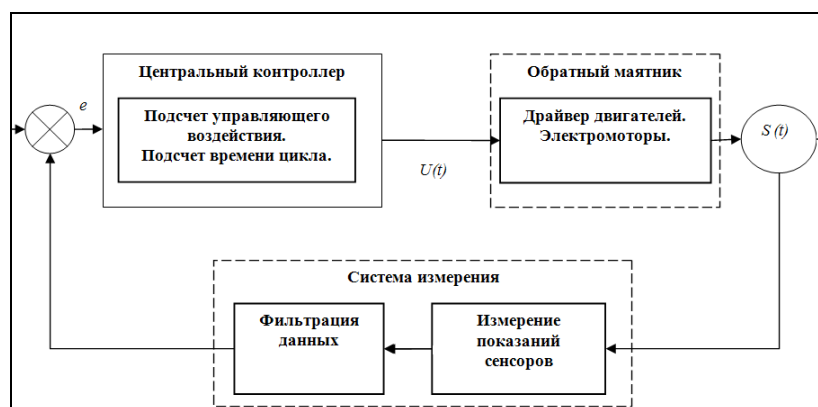 Центральный контроллер
Обратный маятник
e
Подсчет управляющего
воздействия.
Подсчет времени цикла.
Драйвер двигателей.
Электромоторы.
S (t)
U(t)
Система измерения
Фильтрация
данных
Измерение
показаний
сенсоров